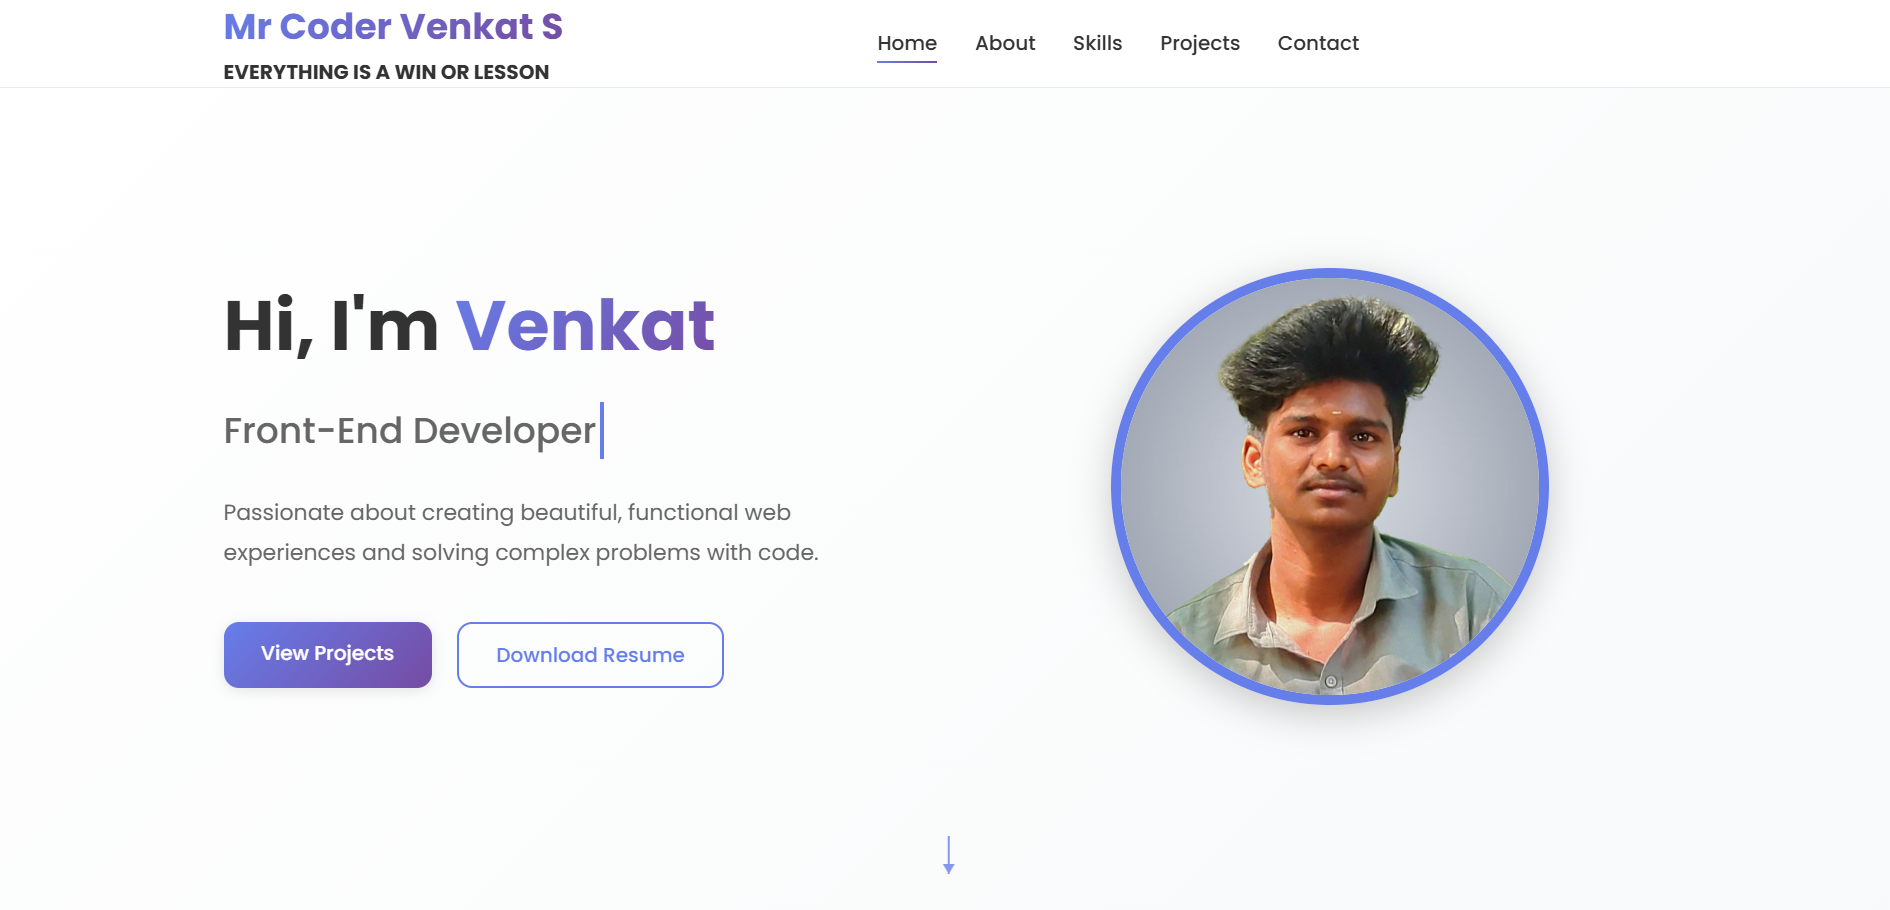 Mr Coder Venkat S
EVERYTHING IS A WIN OR LESSON
Home About Skills Projects Contact
Hi, I'm Venkat
Front-End Developer
Passionate about creating beautiful, functional web
experiences and solving complex problems with code.
View Projects Download Resume